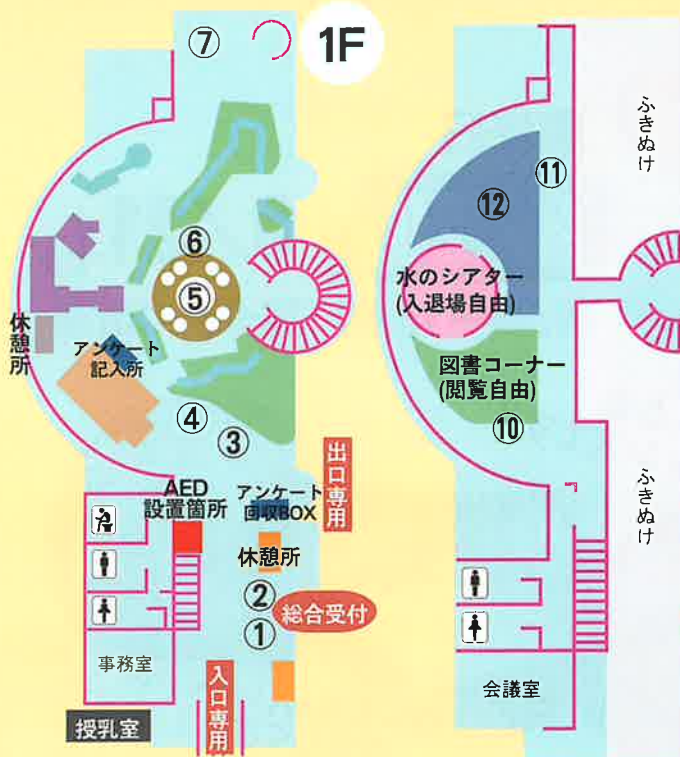 ⑦
1F
⑥
⑤
休憩所
アンケート
記入所
④
③
出口専用
AED
設置箇所
アンケート
回収BOX
休憩所
②
①
総合受付
事務室
授乳室
入口専用
ふきぬけ
⑪
⑫
水のシアター
(入退場自由)
図書コーナー
(閲覧自由)
⑩
ふきぬけ
会議室